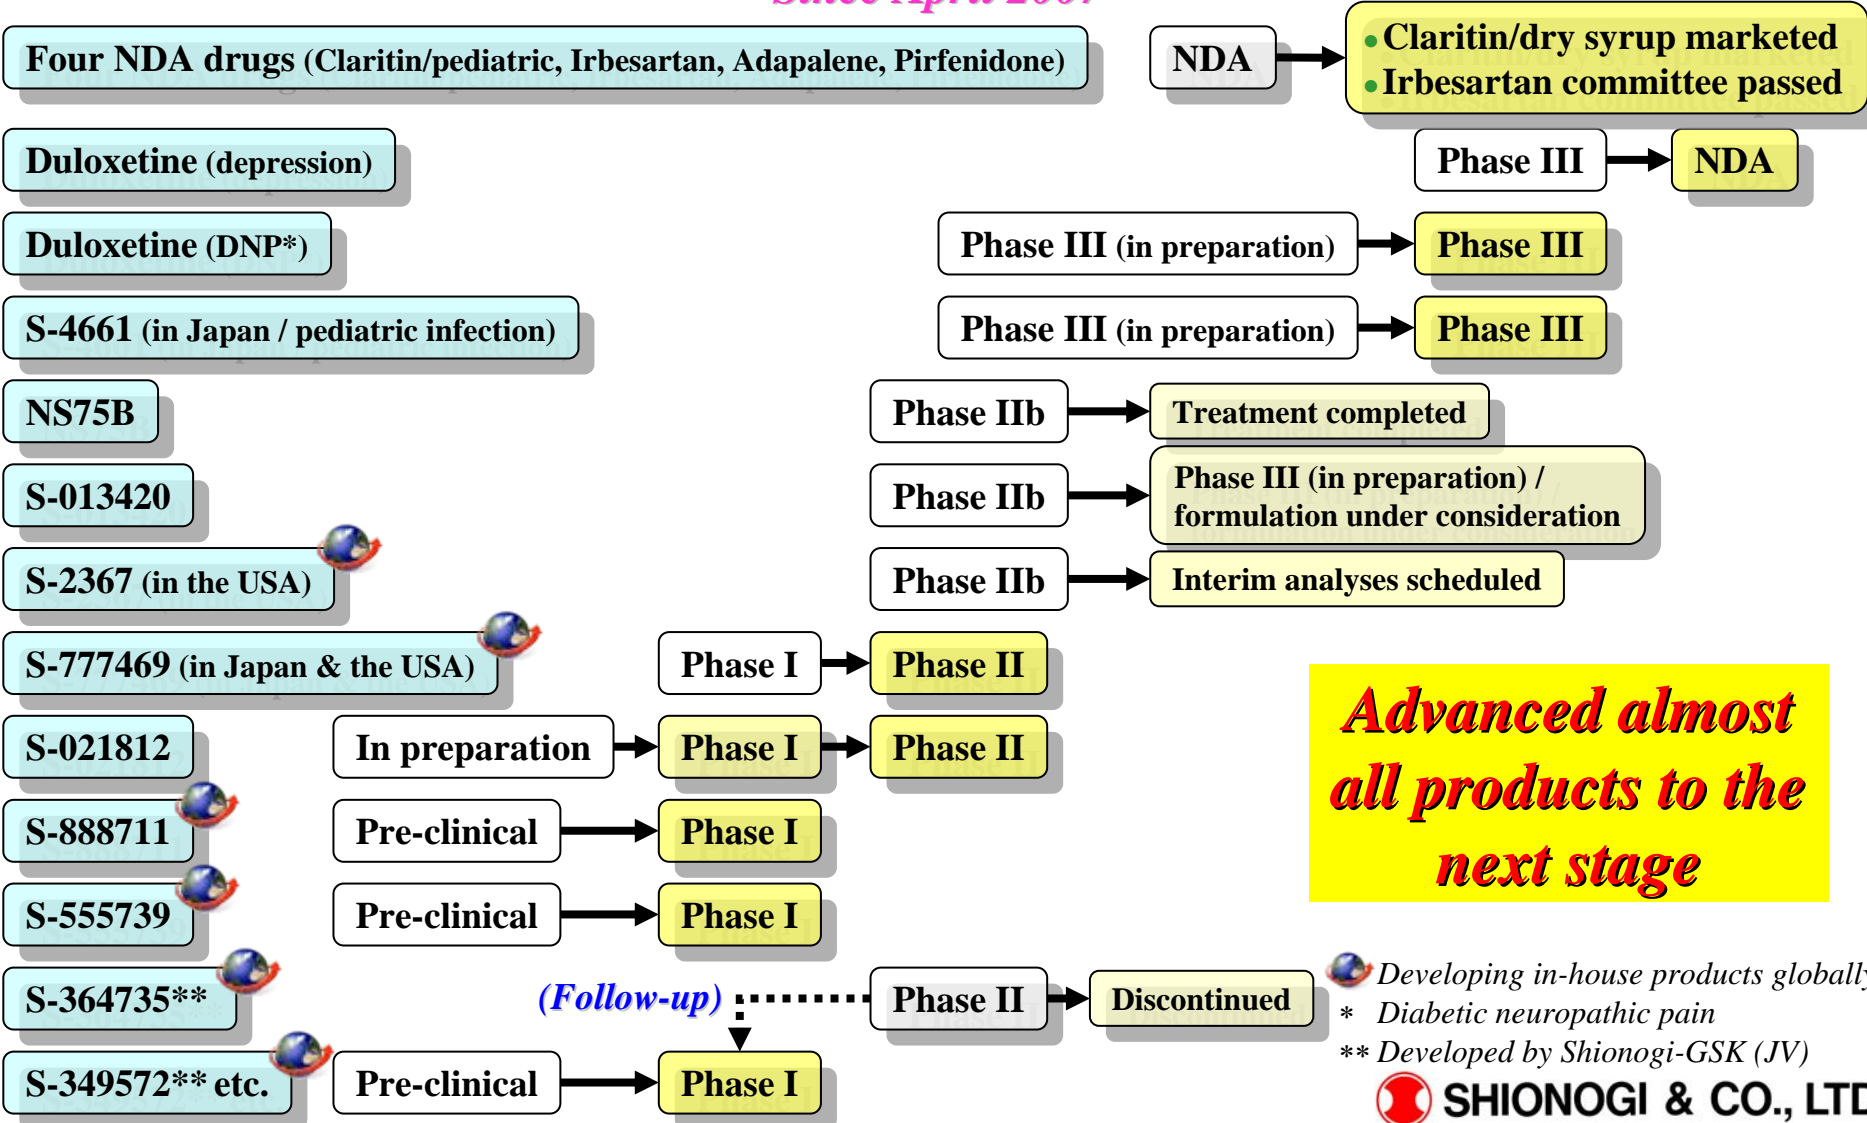 Since April 2007
Four NDA drugs (Claritin/pediatric, Irbesartan, Adapalene, Pirfenidone) NDA
•Claritin/dry syrup marketed
•Irbesartan committee passed
Duloxetine (depression) Phase III NDA
Duloxetine (DNP*) Phase III (in preparation) Phase III
S-4661 (in Japan / pediatric infection) Phase III (in preparation) Phase III
NS75B Phase IIb Treatment completed
S-013420 Phase IIb
Phase III (in preparation) /
formulation under consideration
S-2367 (in the USA) Phase IIb Interim analyses scheduled
S-777469 (in Japan & the USA) Phase I Phase II
S-021812 In preparation Phase I Phase II
S-888711 Pre-clinical Phase I
S-555739 Pre-clinical Phase I
S-364735** (Follow-up) Phase II Discontinued
S-349572** etc. Pre-clinical Phase I
Advanced almost
all products to the
next stage
Developing in-house products globally
* Diabetic neuropathic pain
** Developed by Shionogi-GSK (JV)
SHIONOGI & CO., LTD